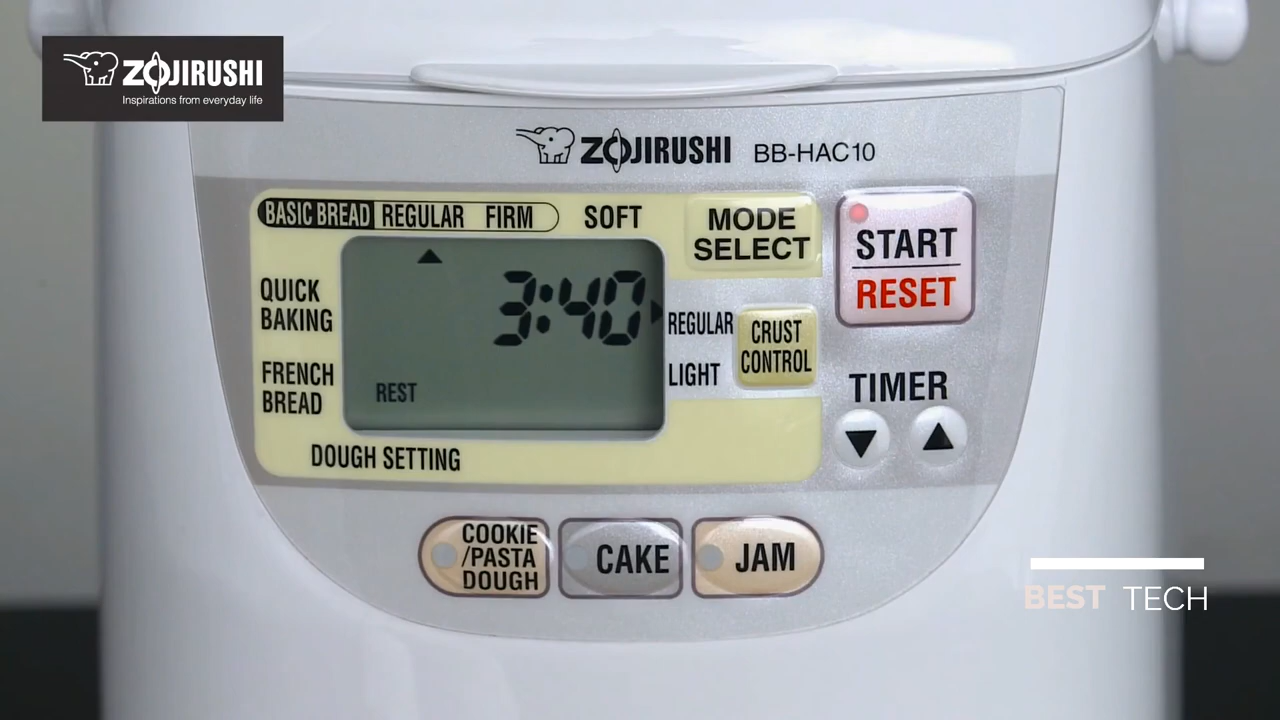 ZOJIRUSHI
Inspirations from everyday life
ZOJIRUSHI BB-HAC10
BASIC BREAD REGULAR FIRM SOFT
MODE
SELECT
START
RESET
3:40
QUICK
BAKING
REGULAR
CRUST
CONTROL
LIGHT
FRENCH
BREAD
REST
TIMER
DOUGH SETTING
COOKIE
/PASTA
DOUGH
CAKE
JAM
BEST TECH